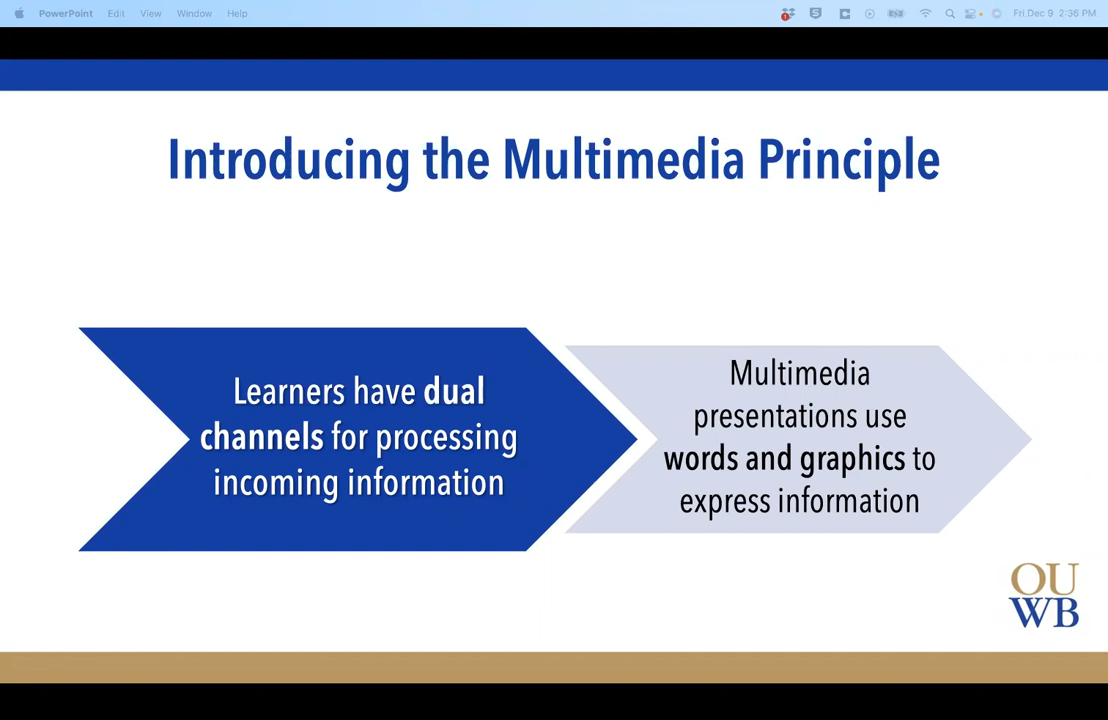 PowerPoint Edit View Window Help Fri Dec 9 2:36 PM
Introducing the Multimedia Principle
Learners have dual
channels for processing
incoming information
Multimedia
presentations use
words and graphics to
express information
OU
WB